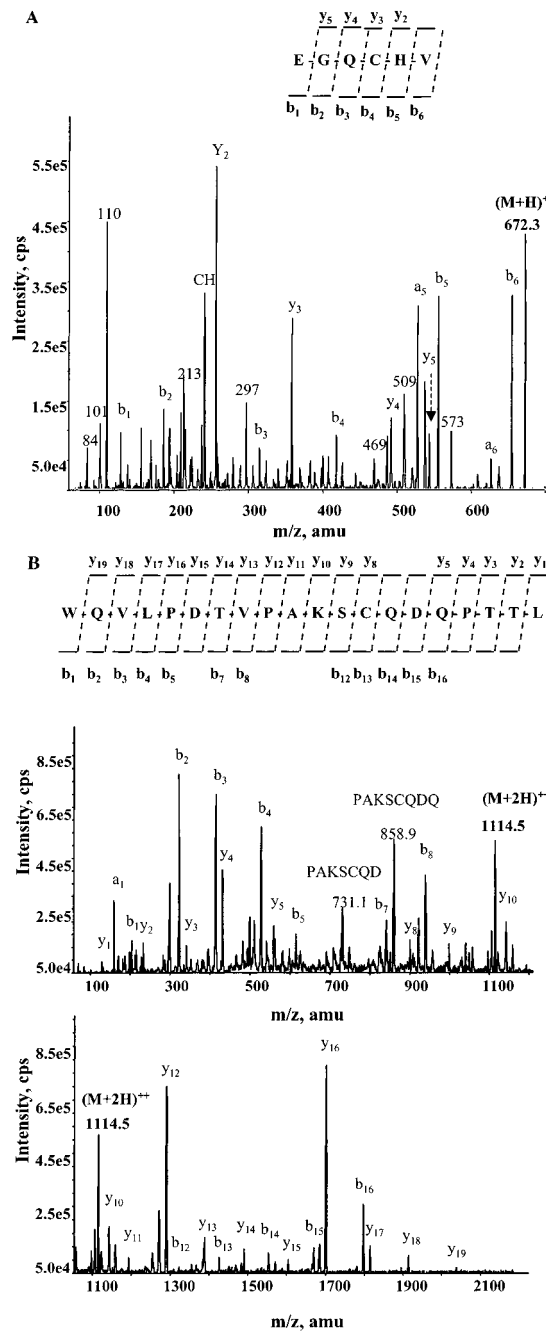 A
y5 y4 y3 y2
E G Q C H V
b1 b2 b3 b4 b5 b6
Intensity, cps
5.5e5
4.5e5
3.5e5
2.5e5
1.5e5
5.0e4
84
101
110
b1
b2
213
CH
Y2
297
b3
y3
b4
469
y4
509
a5
y5
b5
573
a6
b6
(M+H)+
672.3
100 200 300 400 500 600
m/z, amu
B
y19 y18 y17 y16 y15 y14 y13 y12 y11 y10 y9 y8 y5 y4 y3 y2 y1
W Q V L P D T V P A K S C Q D Q P T T L
b1 b2 b3 b4 b5 b7 b8 b12 b13 b14 b15 b16
Intensity, cps
8.5e5
6.5e5
4.5e5
2.5e5
5.0e4
y1
a1
b1
y2
b2
y3
b3
y4
b4
y5
b5
PAKSCQD
731.1
b7
PAKSCQDQ
858.9
y8
b8
y9
(M+2H)++
1114.5
y10
100 300 500 700 900 1100
m/z, amu
Intensity, cps
8.5e5
6.5e5
4.5e5
2.5e5
5.0e4
(M+2H)++
1114.5
y10
y11
y12
b12
y13
b13
y14
b14
y15
b15
y16
b16
y17
y18
y19
1100 1300 1500 1700 1900 2100
m/z, amu